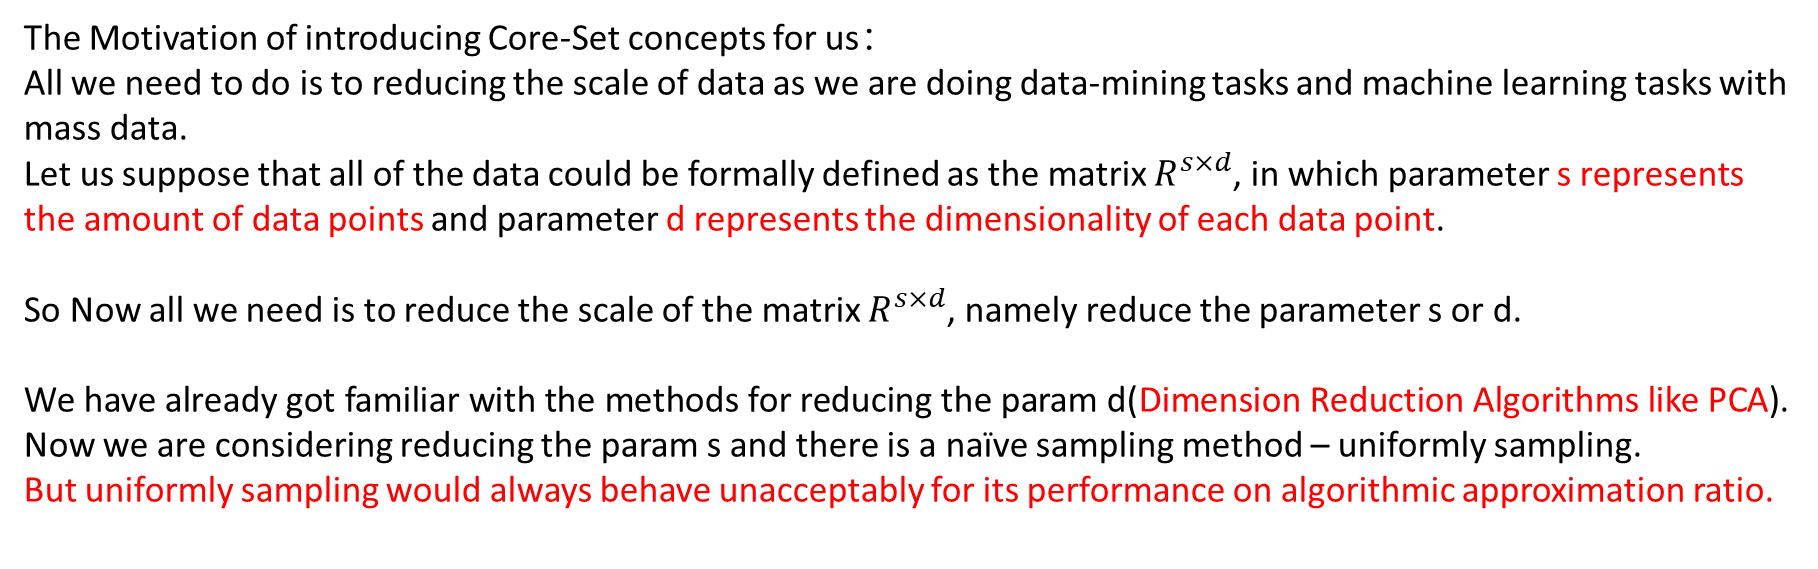 The Motivation of introducing Core-Set concepts for us：
All we need to do is to reducing the scale of data as we are doing data-mining tasks and machine learning tasks with
mass data.
Let us suppose that all of the data could be formally defined as the matrix $R^{s \times d}$, in which parameter s represents
the amount of data points and parameter d represents the dimensionality of each data point.
So Now all we need is to reduce the scale of the matrix $R^{s \times d}$, namely reduce the parameter s or d.
We have already got familiar with the methods for reducing the param d(Dimension Reduction Algorithms like PCA).
Now we are considering reducing the param s and there is a naïve sampling method – uniformly sampling.
But uniformly sampling would always behave unacceptably for its performance on algorithmic approximation ratio.